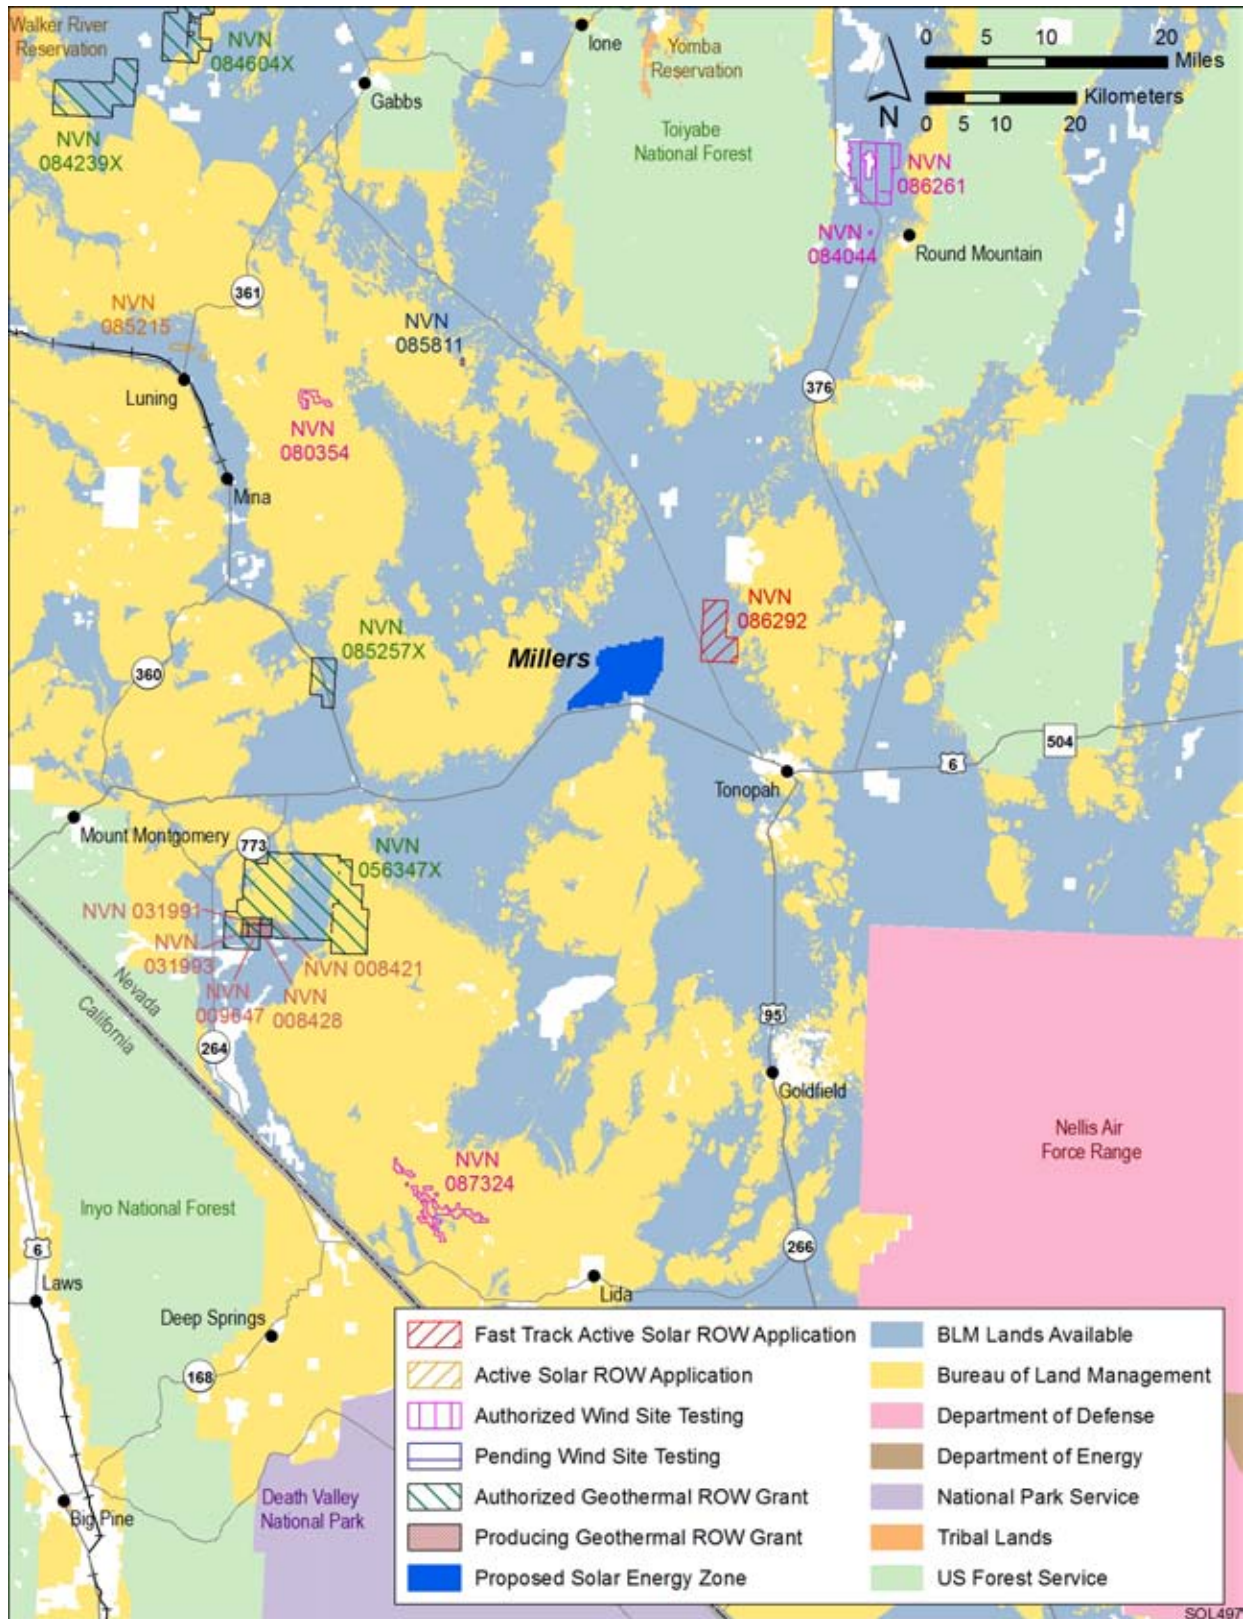 Walker River
Reservation
NVN
084604X
Ione
Yomba
Reservation
0 5 10 20
Miles
Kilometers
0 5 10 20
N
Gabbs
NVN
084239X
Toiyabe
National Forest
NVN
086261
NVN
084044
Round Mountain
361
NVN
085215
NVN
085811
376
Luning
NVN
080354
Mina
NVN
086292
NVN
085257X
Millers
360
504
6
Tonopah
Mount Montgomery
773
NVN
056347X
NVN 031991
NVN
031993
NVN 008421
NVN
009647
NVN
008428
Nevada
California
95
264
Goldfield
Nellis Air
Force Range
NVN
087324
Inyo National Forest
6
266
Laws
Lida
Deep Springs
168
Death Valley
National Park
Big Pine
Fast Track Active Solar ROW Application
Active Solar ROW Application
Authorized Wind Site Testing
Pending Wind Site Testing
Authorized Geothermal ROW Grant
Producing Geothermal ROW Grant
Proposed Solar Energy Zone
BLM Lands Available
Bureau of Land Management
Department of Defense
Department of Energy
National Park Service
Tribal Lands
US Forest Service
SOL497